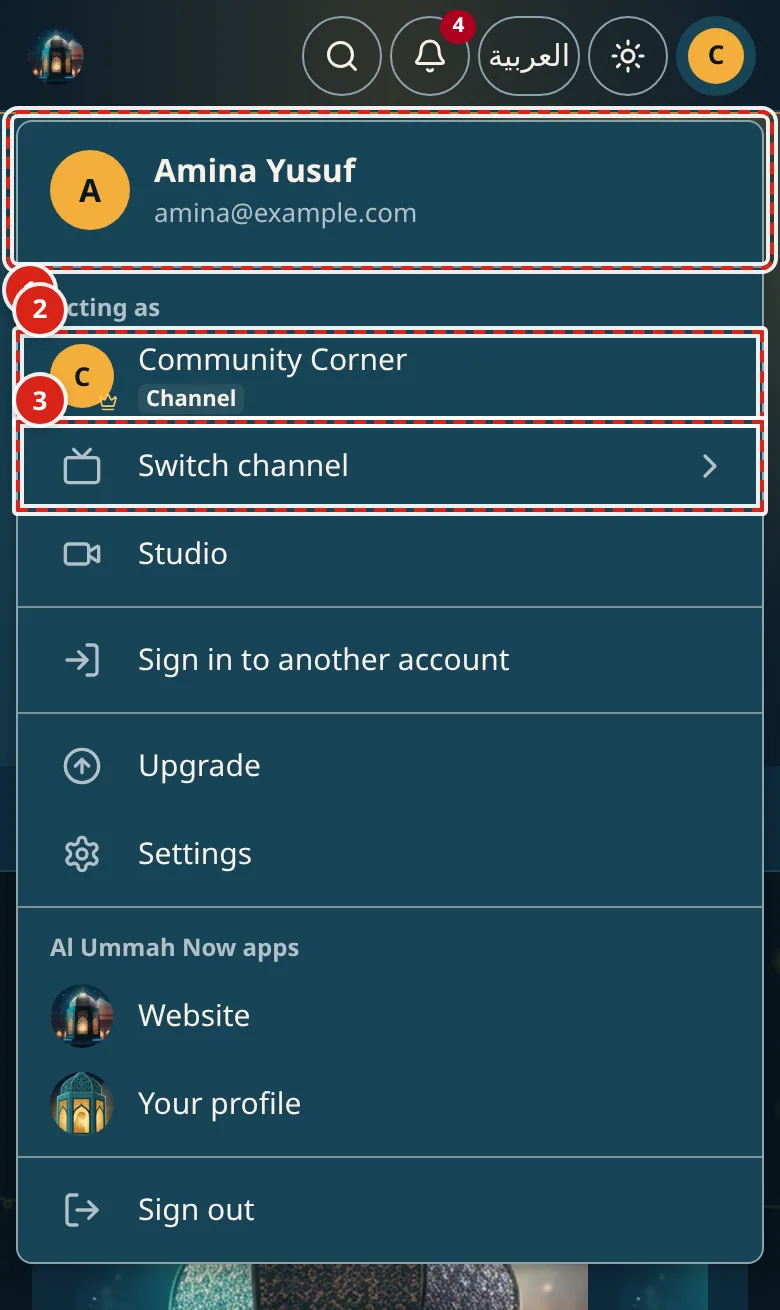 4
العربية
C
A
Amina Yusuf
amina@example.com
2
cting as
C
Community Corner
3
Channel
Switch channel
Studio
Sign in to another account
Upgrade
Settings
Al Ummah Now apps
Website
Your profile
Sign out